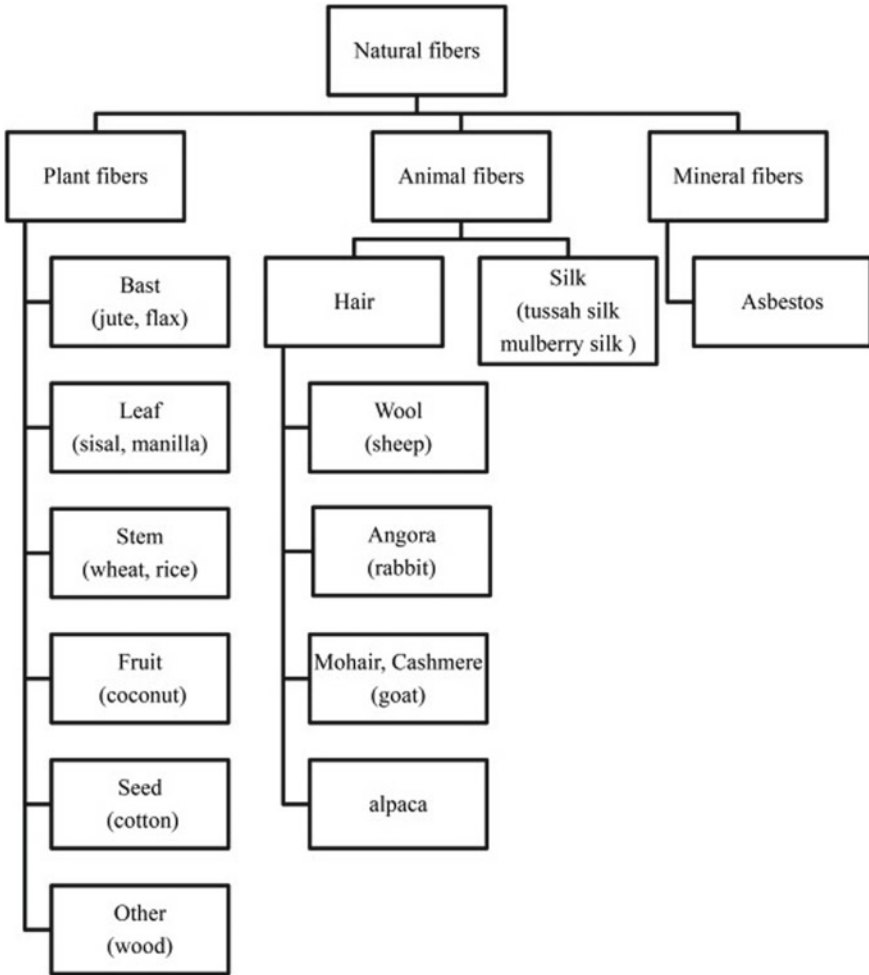 Natural fibers
Plant fibers
Animal fibers
Mineral fibers
Bast
(jute, flax)
Leaf
(sisal, manilla)
Stem
(wheat, rice)
Fruit
(coconut)
Seed
(cotton)
Other
(wood)
Hair
Silk
(tussah silk
mulberry silk )
Wool
(sheep)
Angora
(rabbit)
Mohair, Cashmere
(goat)
alpaca
Asbestos